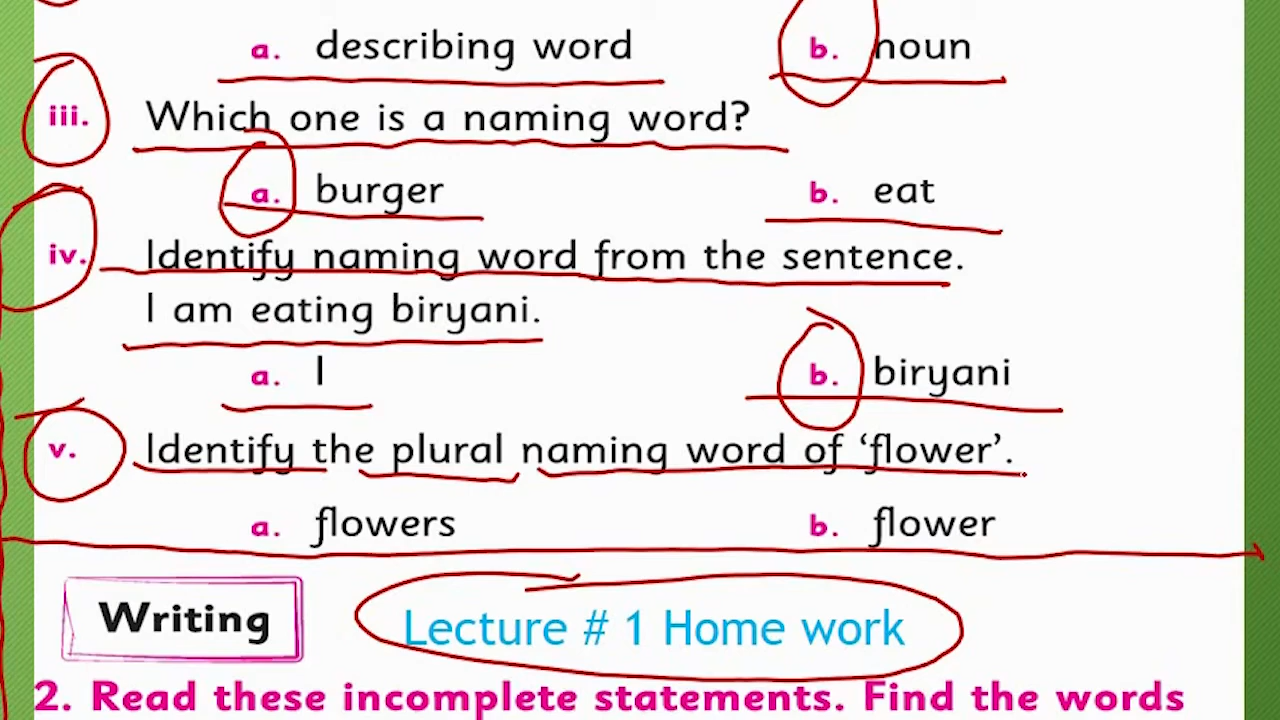 a. describing word b. noun
iii. Which one is a naming word?
a. burger b. eat
iv. Identify naming word from the sentence.
I am eating biryani.
a. I b. biryani
v. Identify the plural naming word of ‘flower’.
a. flowers b. flower
Writing Lecture # 1 Home work
2. Read these incomplete statements. Find the words